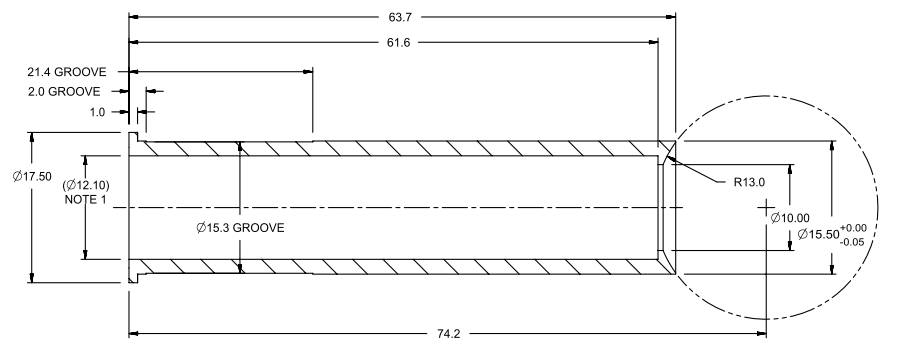 63.7
61.6
21.4 GROOVE
2.0 GROOVE
1.0
Ø17.50
(Ø12.10)
NOTE 1
Ø15.3 GROOVE
R13.0
Ø10.00
Ø15.50 +0.00
-0.05
74.2